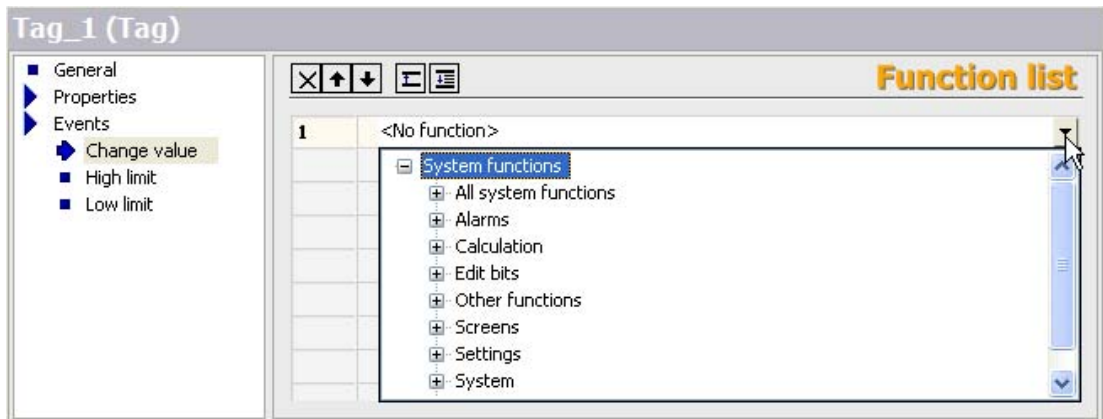 Tag_1 (Tag)
General
Properties
Events
Change value
High limit
Low limit
Function list
1 <No function>
System functions
All system functions
Alarms
Calculation
Edit bits
Other functions
Screens
Settings
System